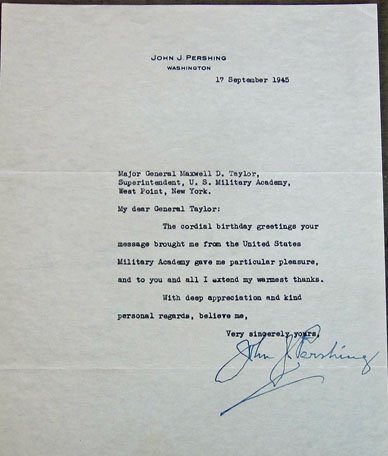 JOHN J. PERSHING
WASHINGTON
17 September 1945
Major General Maxwell D. Taylor,
Superintendent, U. S. Military Academy,
West Point, New York.
My dear General Taylor:
The cordial birthday greetings your
message brought me from the United States
Military Academy gave me particular pleasure,
and to you and all I extend my warmest thanks.
With deep appreciation and kind
personal regards, believe me,
Very sincerely yours,
John J. Pershing